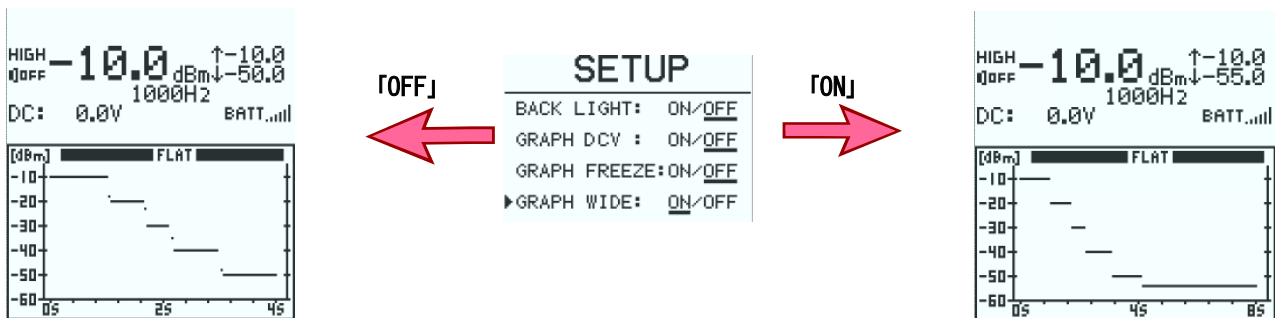 HIGH -10.0 dBm ↑-10.0
OFF ↓-50.0
1000Hz
DC: 0.0V BATT
[dBm] FLAT
-10
-20
-30
-40
-50
-60
0S 2S 4S
「OFF」
SETUP
BACK LIGHT: ON/OFF
GRAPH DCV : ON/OFF
GRAPH FREEZE:ON/OFF
▶GRAPH WIDE: ON/OFF
「ON」
HIGH -10.0 dBm ↑-10.0
OFF ↓-55.0
1000Hz
DC: 0.0V BATT
[dBm] FLAT
-10
-20
-30
-40
-50
-60
0S 4S 8S